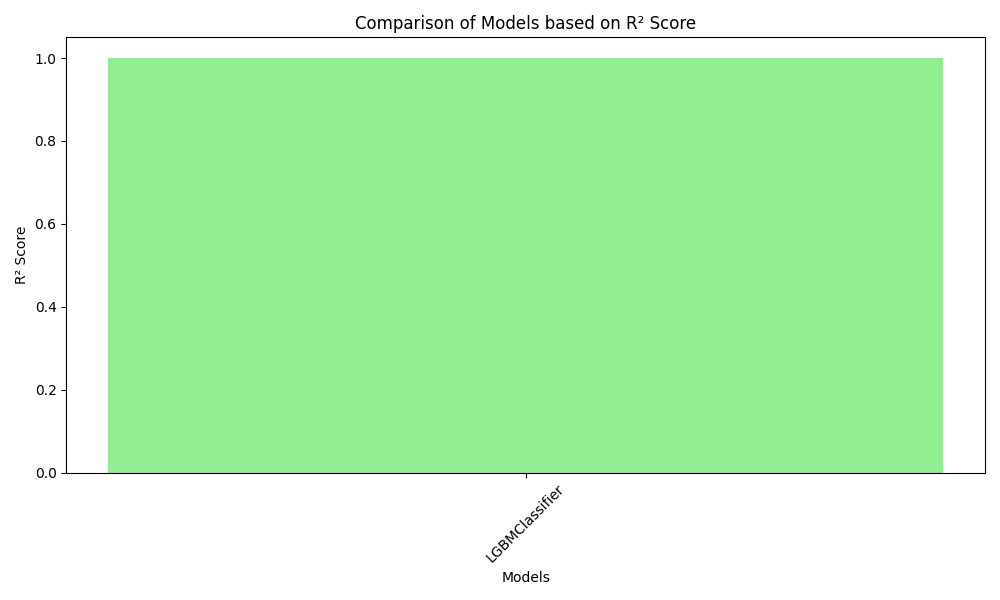 Comparison of Models based on R² Score
1.0
0.8
0.6
0.4
0.2
0.0
R² Score
LGBMClassifier
Models